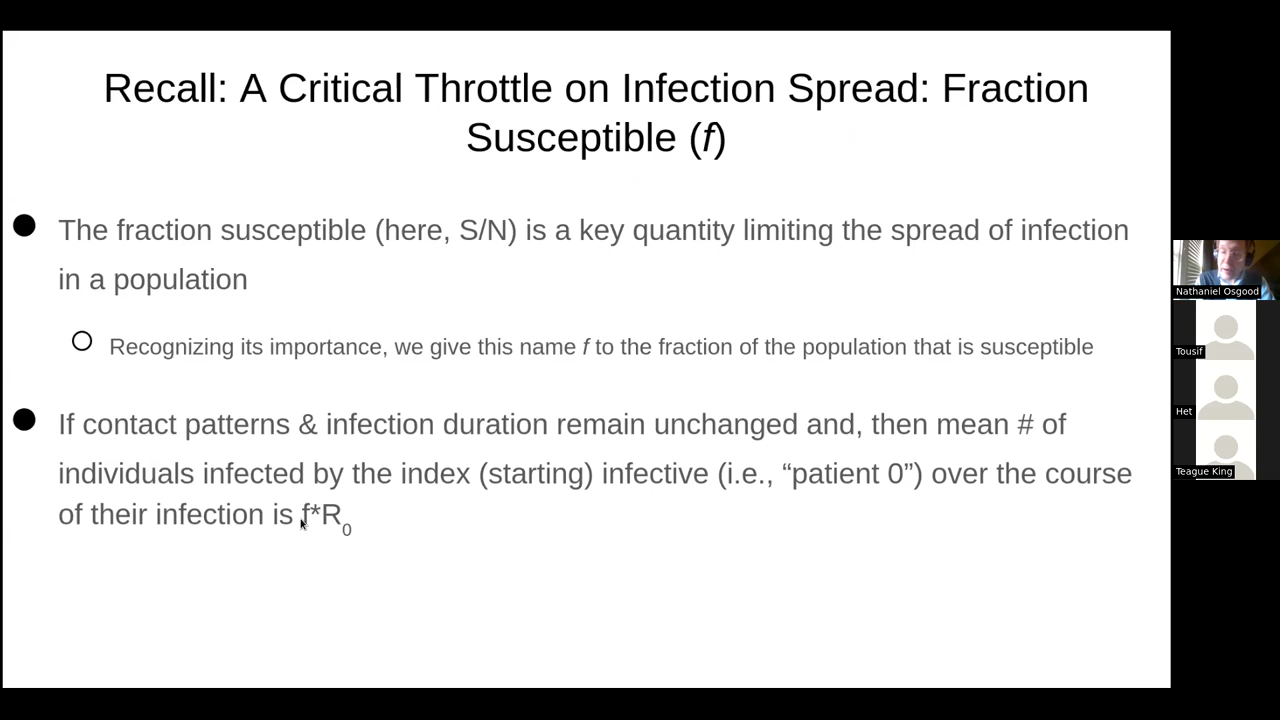 Recall: A Critical Throttle on Infection Spread: Fraction
Susceptible (f)
The fraction susceptible (here, S/N) is a key quantity limiting the spread of infection
in a population
Recognizing its importance, we give this name f to the fraction of the population that is susceptible
If contact patterns & infection duration remain unchanged and, then mean # of
individuals infected by the index (starting) infective (i.e., “patient 0”) over the course
of their infection is f*R0
Nathaniel Osgood
Tousif
Het
Teague King